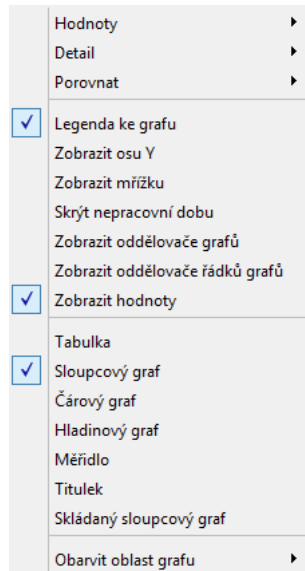 Hodnoty
Detail
Porovnat
Legenda ke grafu
Zobrazit osu Y
Zobrazit mřížku
Skrýt nepracovní dobu
Zobrazit oddělovače grafů
Zobrazit oddělovače řádků grafů
Zobrazit hodnoty
Tabulka
Sloupcový graf
Čárový graf
Hladinový graf
Měřidlo
Titulek
Skládaný sloupcový graf
Obarvit oblast grafu